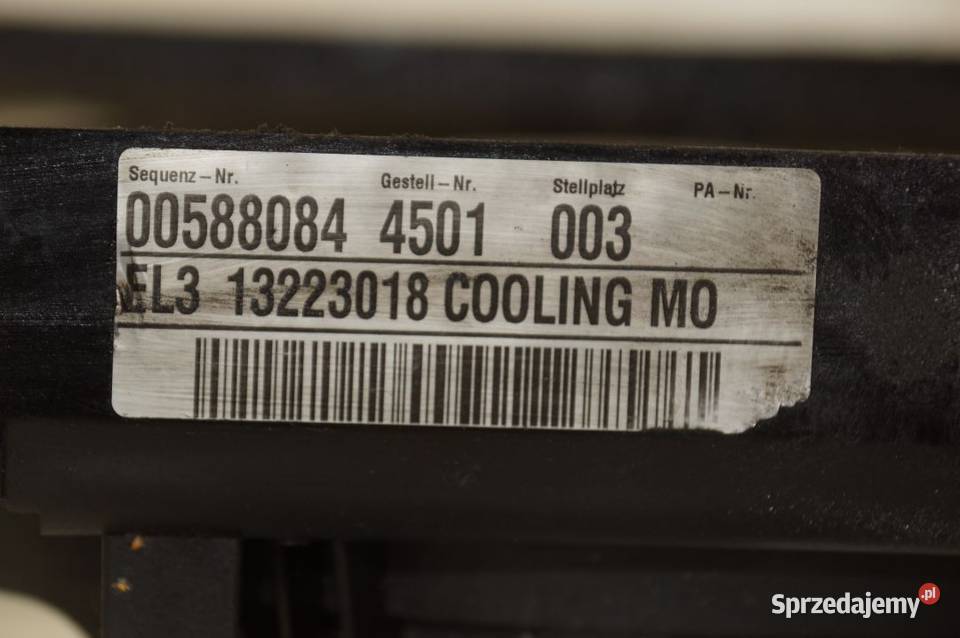 Sequenz-Nr. Gestell-Nr. Stellplatz PA-Nr.
00588084 4501 003
EL3 13223018 COOLING MO
Sprzedajemy.pl